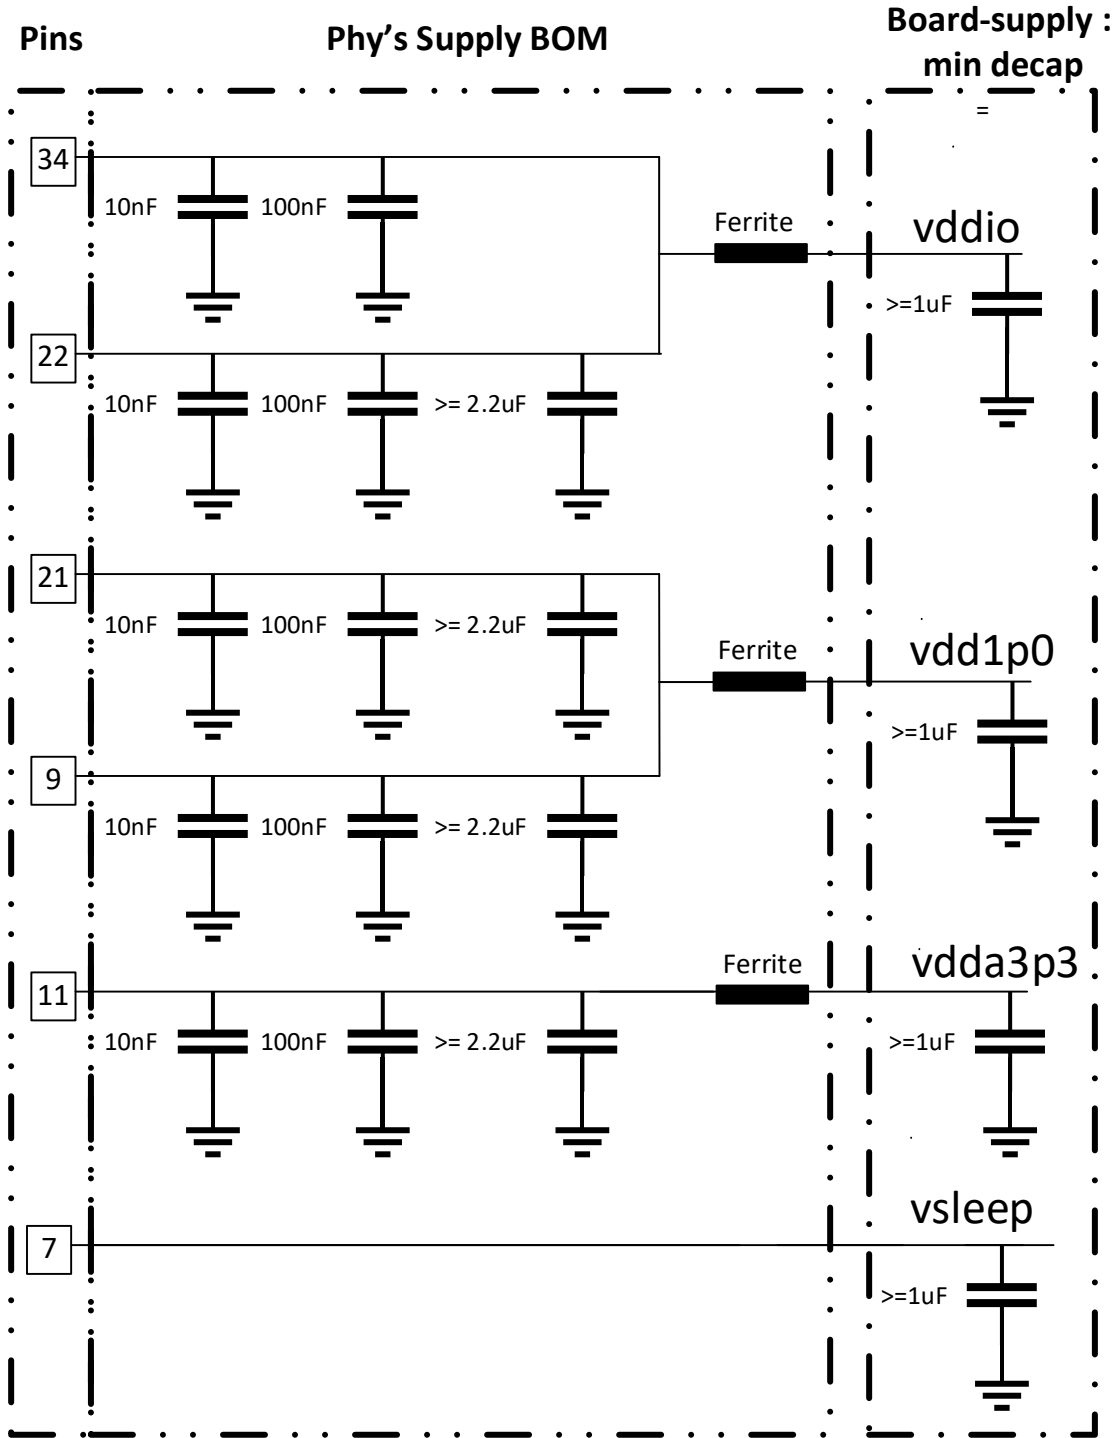 Pins
Phy's Supply BOM
Board-supply :
min decap
=
34
10nF
100nF
Ferrite
vddio
>=1uF
22
10nF
100nF
>= 2.2uF
21
10nF
100nF
>= 2.2uF
Ferrite
vdd1p0
>=1uF
9
10nF
100nF
>= 2.2uF
11
10nF
100nF
>= 2.2uF
Ferrite
vdda3p3
>=1uF
7
vsleep
>=1uF